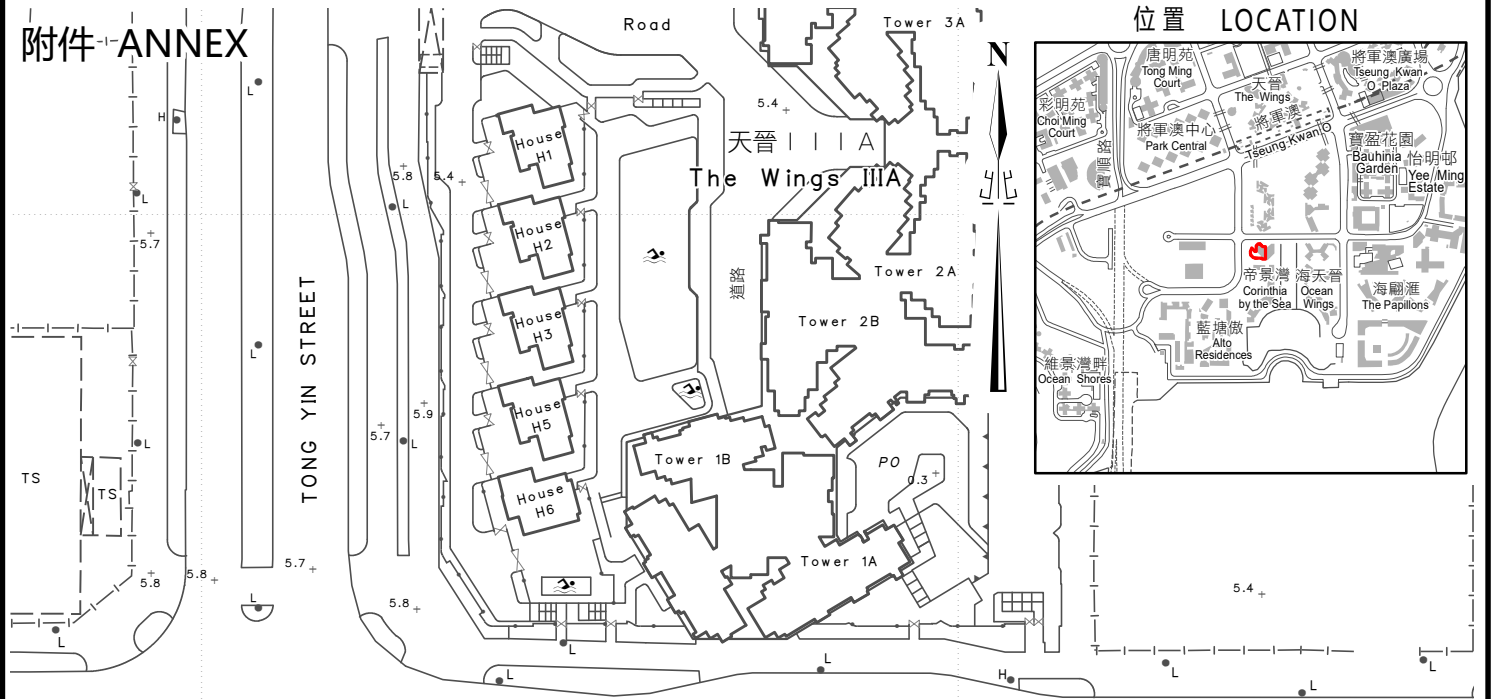 附件 ANNEX
位置 LOCATION
Road
Tower 3A
N
L
H
5.4
天晉 I I I A
The Wings IIIA
House
H1
5.8
5.4
L
L
5.7
House
H2
道路
Tower 2A
House
H3
Tower 2B
L
TONG YIN STREET
5.9
House
H5
5.7
L
L
Tower 1B
PO
0.3
TS
TS
House
H6
Tower 1A
5.7
5.8
5.8
5.8
5.4
L
L
L
L
L
H
L
L
L
唐明苑
Tong Ming
Court
將軍澳廣場
Tseung Kwan
O Plaza
天晉
The Wings
彩明苑
Choi Ming
Court
將軍澳中心
Park Central
將軍澳
Tseung Kwan O
寶順路
寶盈花園
Bauhinia
Garden
怡明邨
Yee Ming
Estate
帝景灣
Corinthia
by the Sea
海天晉
Ocean
Wings
海翩滙
The Papillons
藍塘傲
Alto
Residences
維景灣畔
Ocean Shores